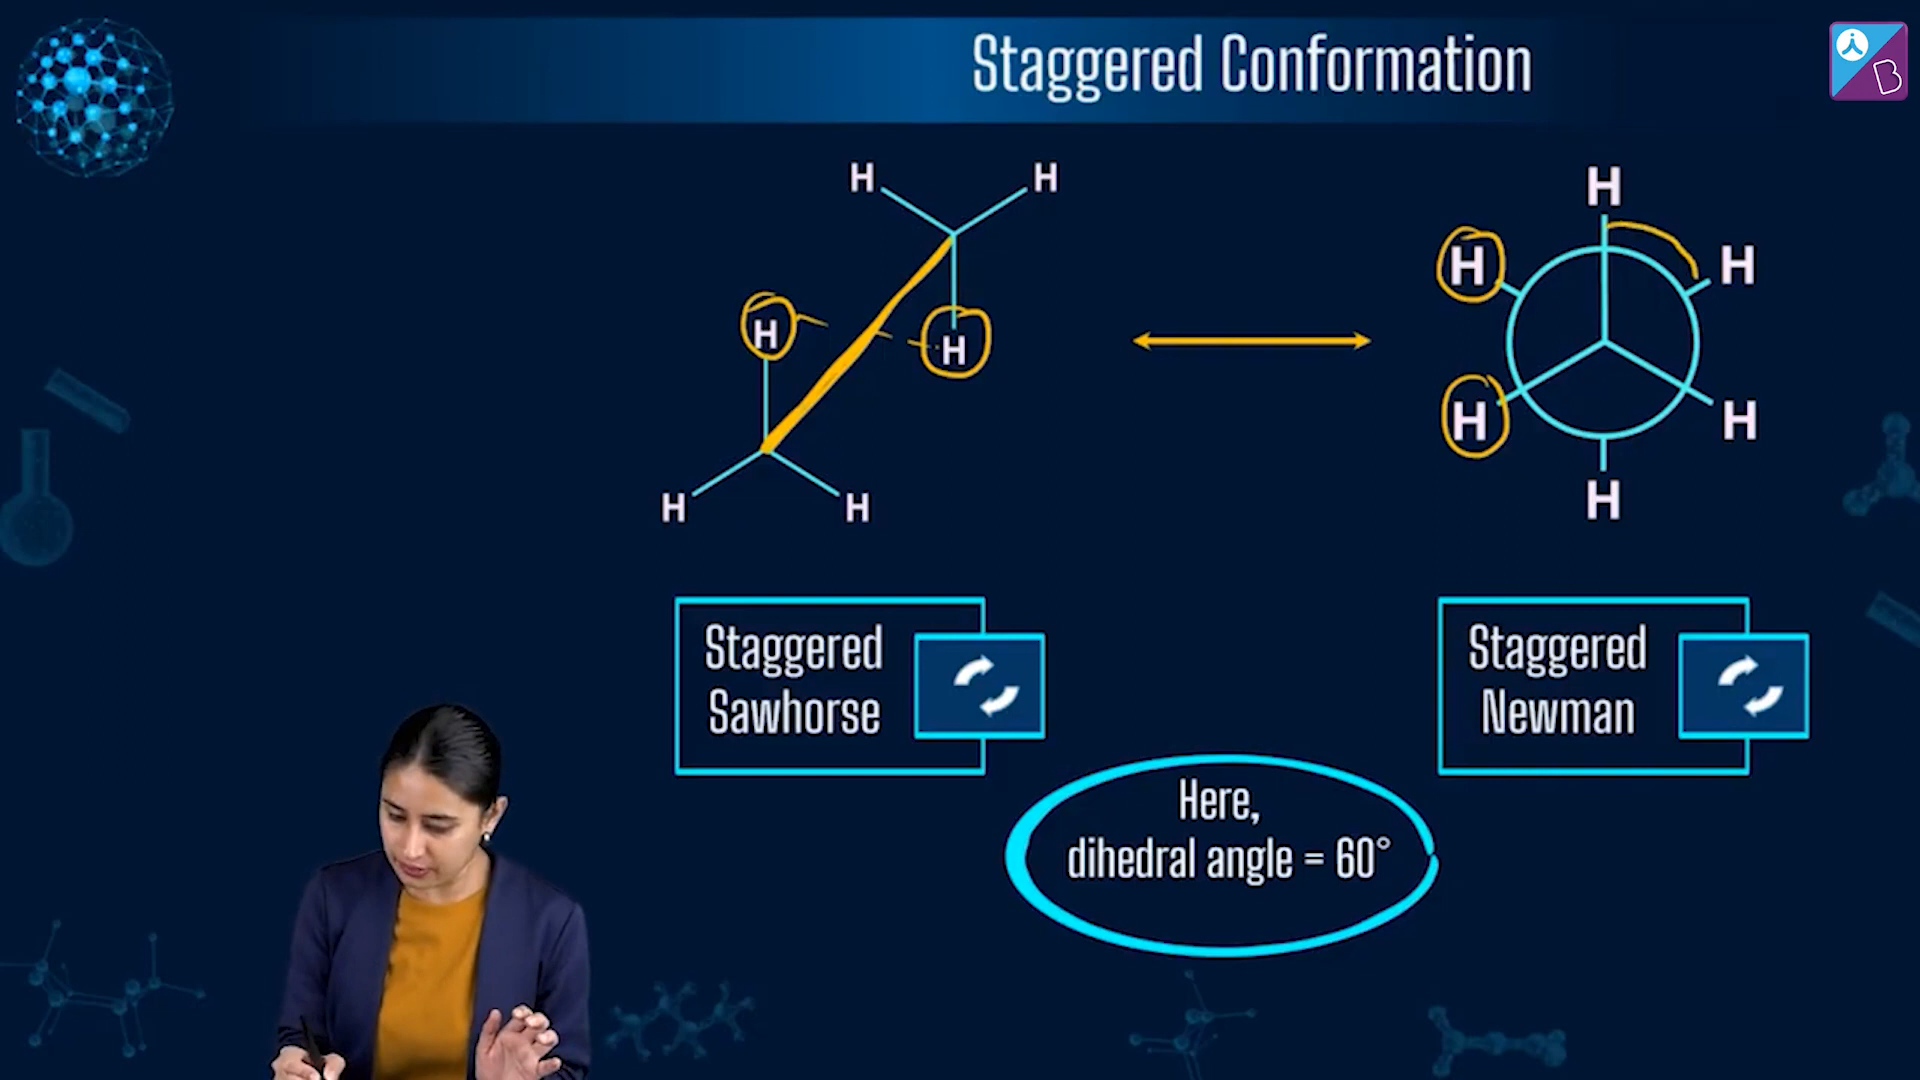 Staggered Conformation
B
H H
H H
H H
H
H H
H H
H
Staggered
Sawhorse
Staggered
Newman
Here,
dihedral angle = 60°